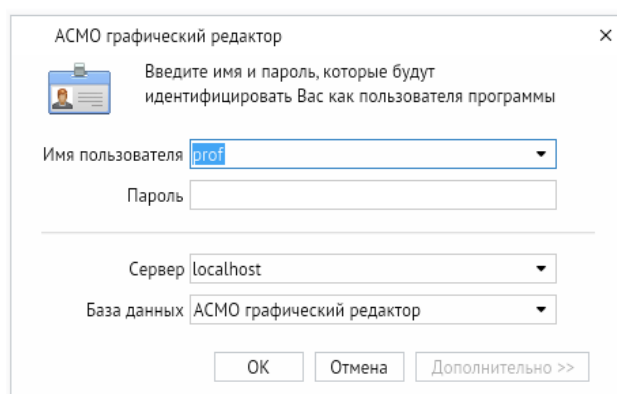 АСМО графический редактор
Введите имя и пароль, которые будут
идентифицировать Вас как пользователя программы
Имя пользователя prof
Пароль
Сервер localhost
База данных АСМО графический редактор
ОК Отмена Дополнительно >>